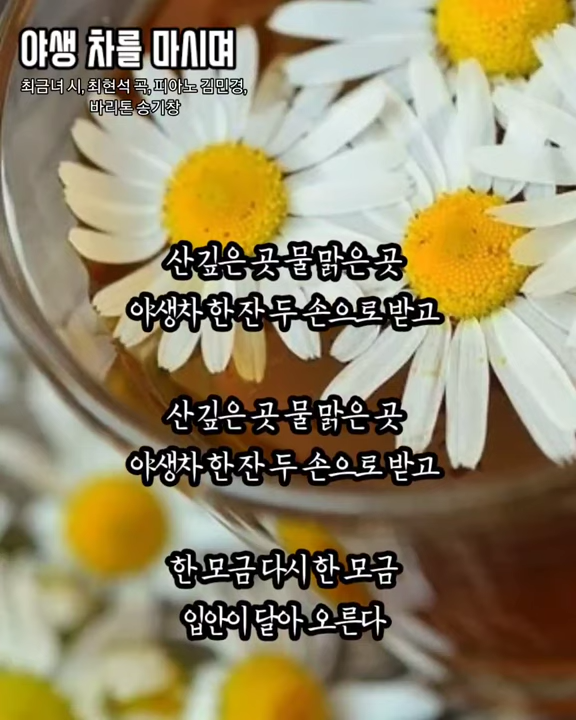 야생 차를 마시며
최금녀 시, 최현석 곡, 피아노 김민경,
바리톤 송기창
산 깊은 곳 물 맑은 곳
야생차 한 잔 두 손으로 받고
산 깊은 곳 물 맑은 곳
야생차 한 잔 두 손으로 받고
한 모금 다시 한 모금
입안이 달아 오른다